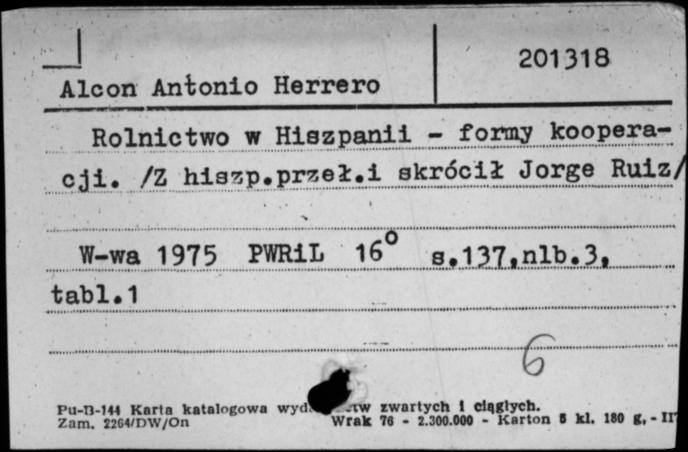 201318
Alcon Antonio Herrero
Rolnictwo w Hiszpanii - formy koopera-
cji. /Z hiszp.przeł.i skrócił Jorge Ruiz/
W-wa 1975 PWRiL 16° s.137,nlb.3,
tabl.1
6
Pu-B-144 Karta katalogowa zwartych i ciągłych.
Zam. 2264/DW/On Wrak 76 - 2.300.000 - Karton 5 kl. 180 g,